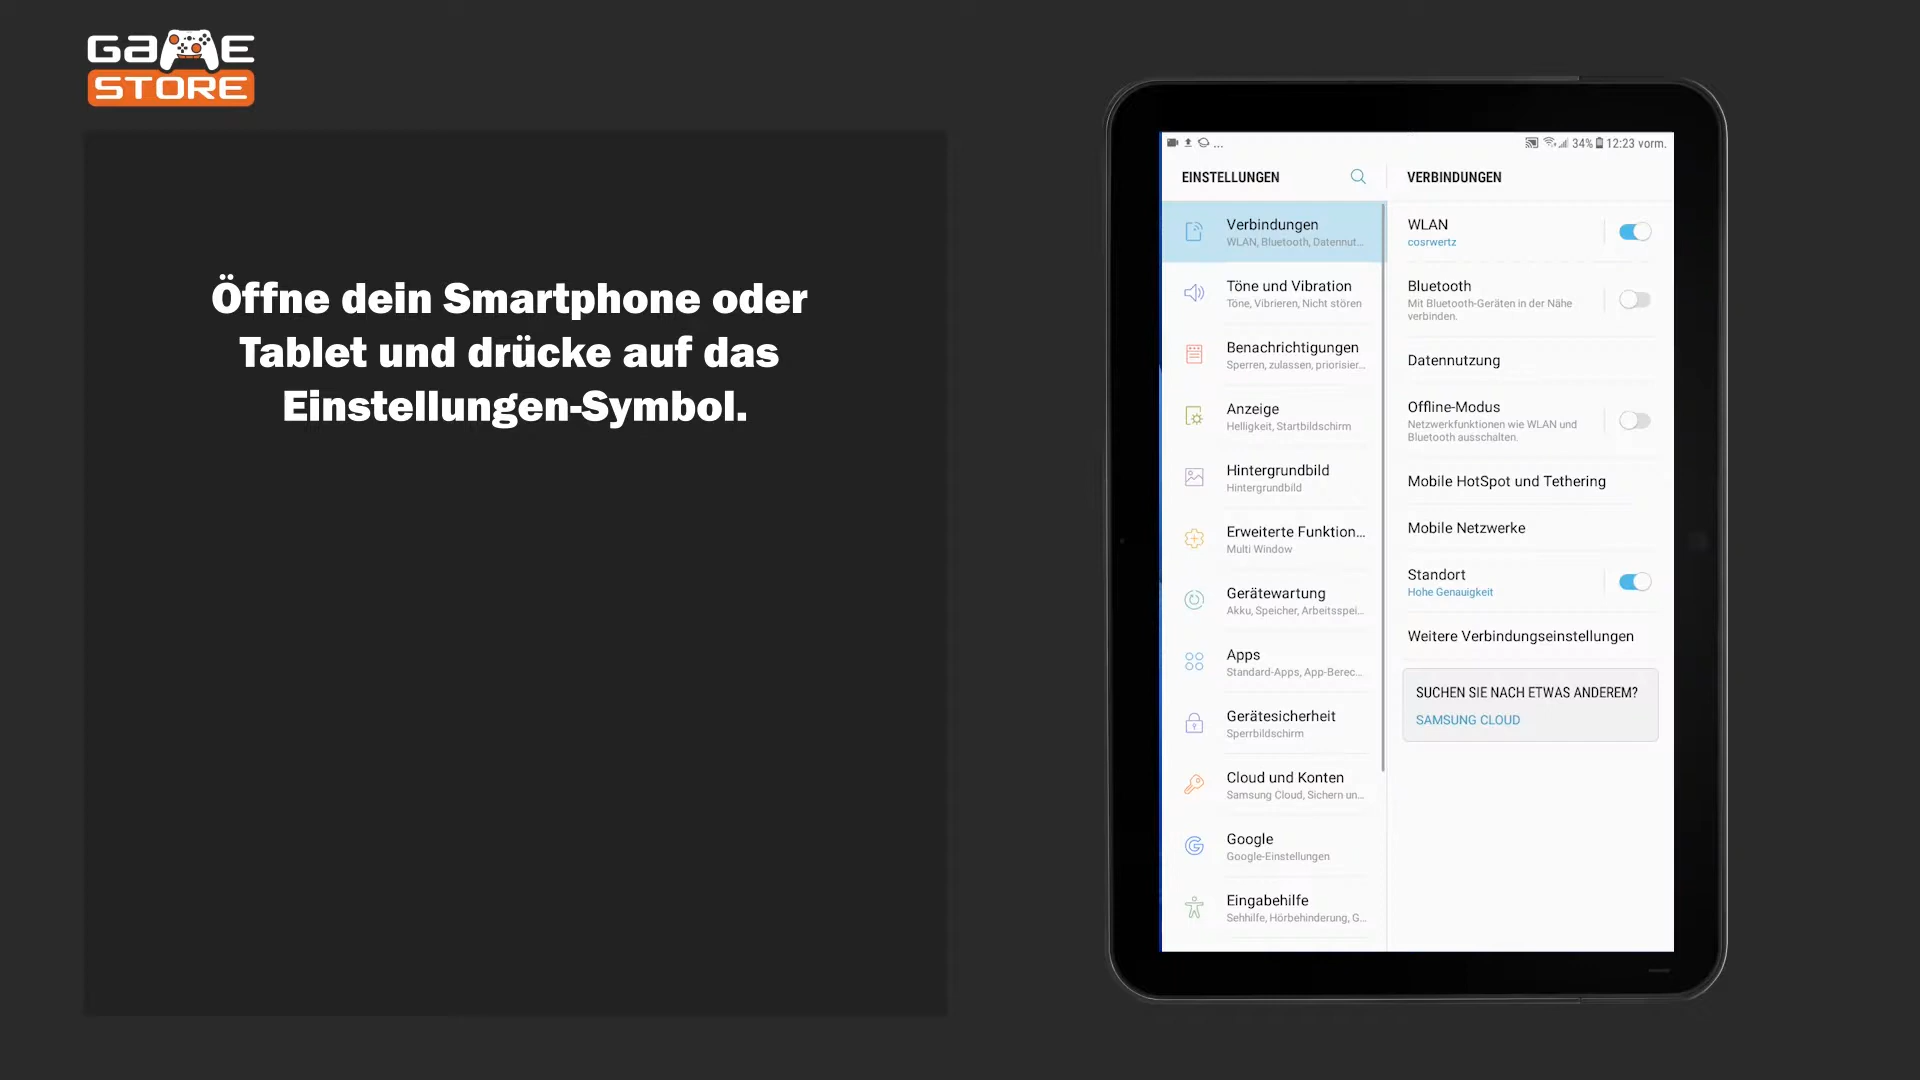 GAME
STORE
Öffne dein Smartphone oder
Tablet und drücke auf das
Einstellungen-Symbol.
... 34% 12:23 vorm.
EINSTELLUNGEN
Verbindungen
WLAN, Bluetooth, Datennut...
Töne und Vibration
Töne, Vibrieren, Nicht stören
Benachrichtigungen
Sperren, zulassen, priorisier...
Anzeige
Helligkeit, Startbildschirm
Hintergrundbild
Hintergrundbild
Erweiterte Funktion...
Multi Window
Gerätewartung
Akku, Speicher, Arbeitsspei...
Apps
Standard-Apps, App-Berec...
Gerätesicherheit
Sperrbildschirm
Cloud und Konten
Samsung Cloud, Sichern un...
Google
Google-Einstellungen
Eingabehilfe
Sehhilfe, Hörbehinderung, G...
VERBINDUNGEN
WLAN
cosrwertz
Bluetooth
Mit Bluetooth-Geräten in der Nähe
verbinden.
Datennutzung
Offline-Modus
Netzwerkfunktionen wie WLAN und
Bluetooth ausschalten.
Mobile HotSpot und Tethering
Mobile Netzwerke
Standort
Hohe Genauigkeit
Weitere Verbindungseinstellungen
SUCHEN SIE NACH ETWAS ANDEREM?
SAMSUNG CLOUD